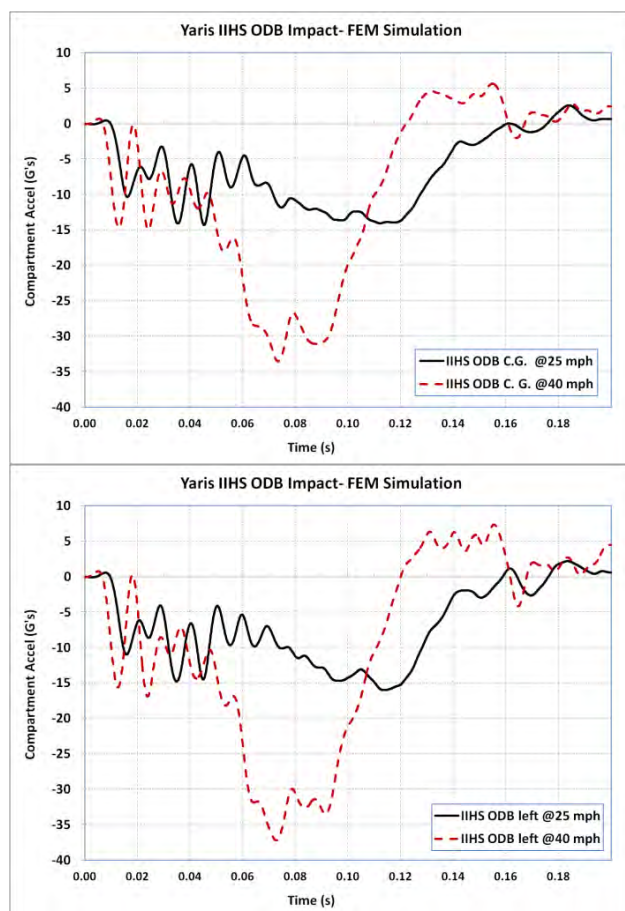 Yaris IIHS ODB Impact- FEM Simulation
10
5
0
-5
-10
-15
-20
-25
-30
-35
-40
Compartment Accel (G's)
IIHS ODB C.G. @25 mph
IIHS ODB C. G. @40 mph
0.00 0.02 0.04 0.06 0.08 0.10 0.12 0.14 0.16 0.18
Time (s)
Yaris IIHS ODB Impact- FEM Simulation
10
5
0
-5
-10
-15
-20
-25
-30
-35
-40
Compartment Accel (G's)
IIHS ODB left @25 mph
IIHS ODB left @40 mph
0.00 0.02 0.04 0.06 0.08 0.10 0.12 0.14 0.16 0.18
Time (s)